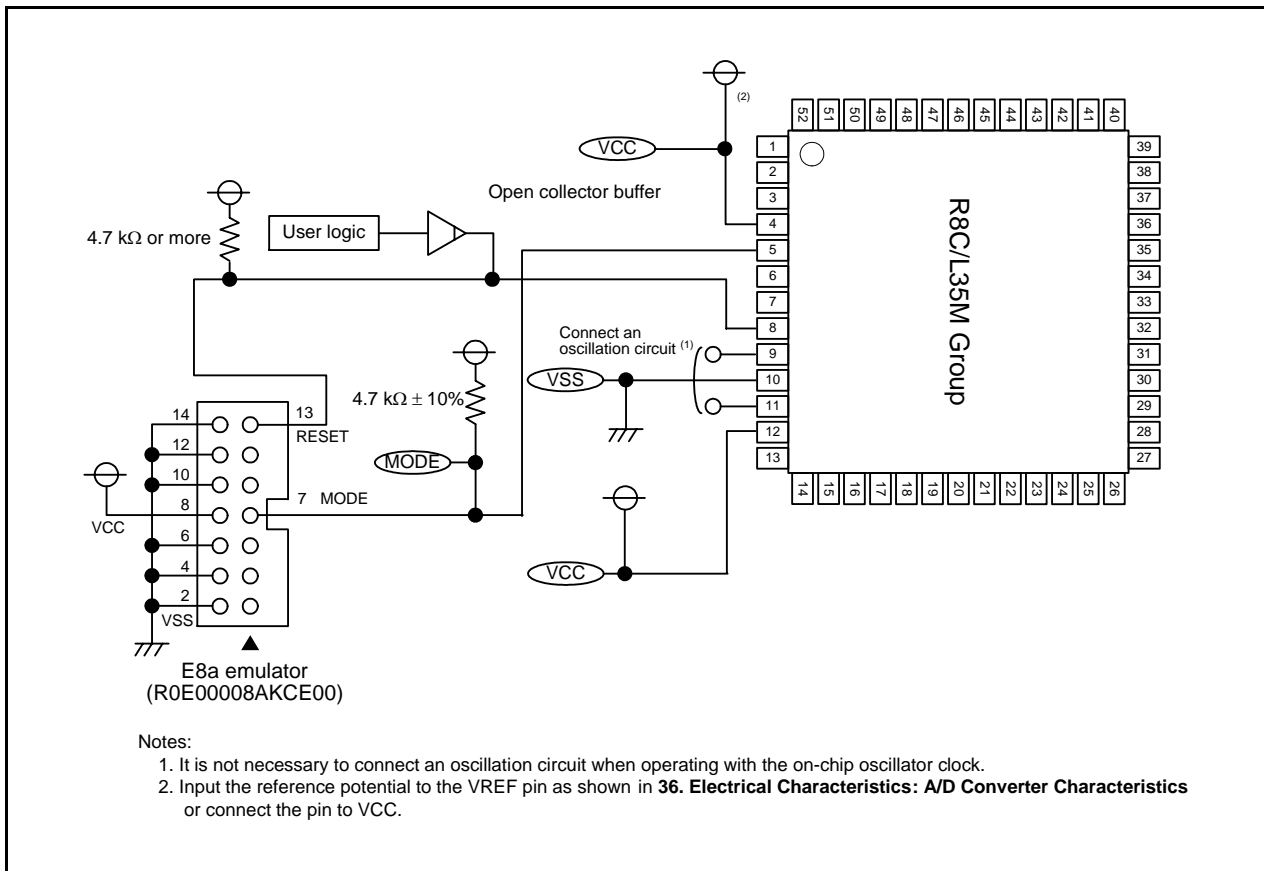 (2)
VCC
Open collector buffer
4.7 kΩ or more
User logic
Connect an
oscillation circuit (1)
VSS
4.7 kΩ ± 10%
MODE
VCC
14
12
10
8
6
4
2
13
RESET
7 MODE
VCC
VSS
E8a emulator
(R0E00008AKCE00)
52 51 50 49 48 47 46 45 44 43 42 41 40
1
2
3
4
5
6
7
8
9
10
11
12
13
R8C/L35M Group
39
38
37
36
35
34
33
32
31
30
29
28
27
14 15 16 17 18 19 20 21 22 23 24 25 26
Notes:
1. It is not necessary to connect an oscillation circuit when operating with the on-chip oscillator clock.
2. Input the reference potential to the VREF pin as shown in 36. Electrical Characteristics: A/D Converter Characteristics
or connect the pin to VCC.